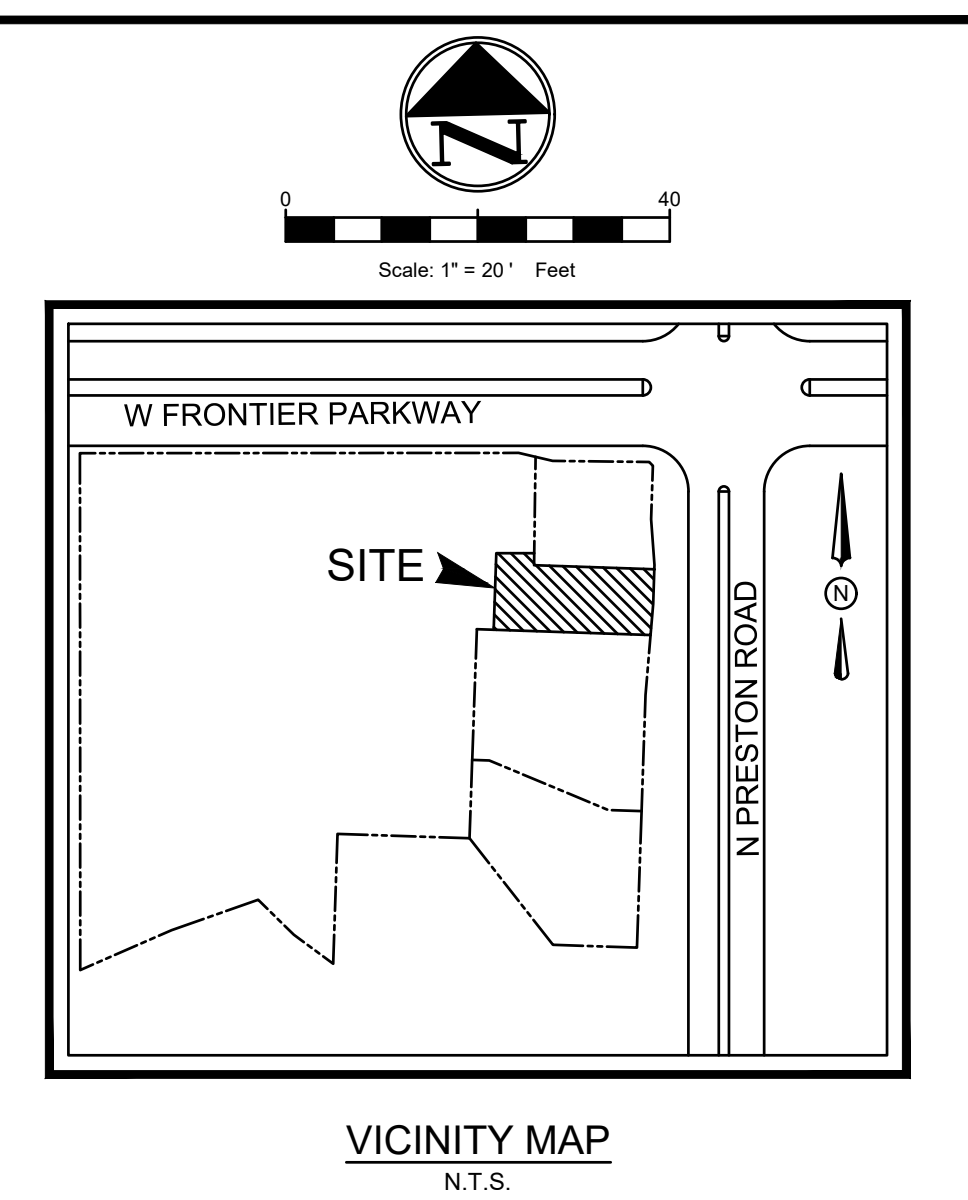 N
0 40
Scale: 1" = 20 ' Feet
W FRONTIER PARKWAY
SITE
N
N PRESTON ROAD
VICINITY MAP
N.T.S.